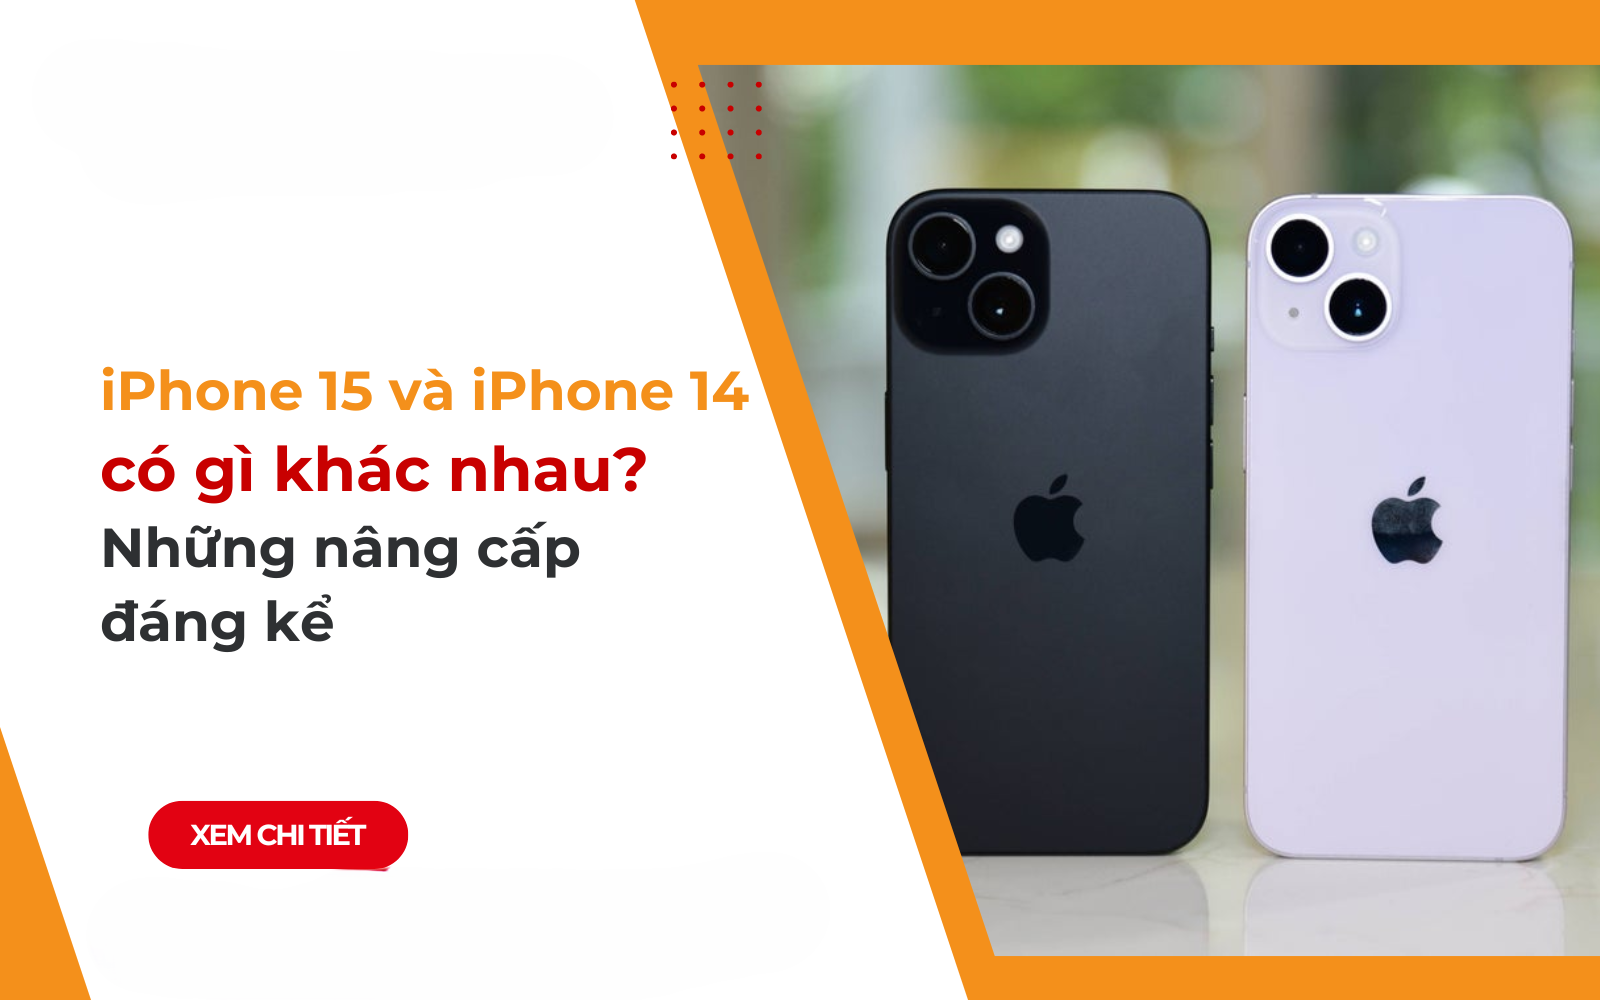 iPhone 15 và iPhone 14
có gì khác nhau?
Những nâng cấp
đáng kể
XEM CHI TIẾT